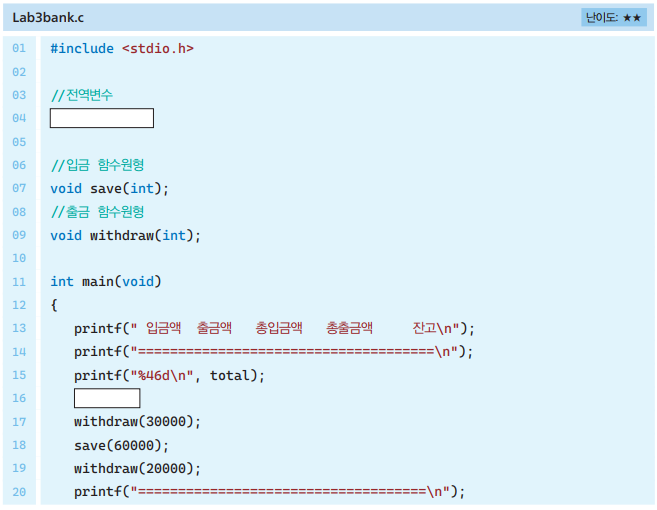 Lab3bank.c 난이도: ★★
01 #include <stdio.h>
02
03 //전역변수
04
05
06 //입금 함수원형
07 void save(int);
08 //출금 함수원형
09 void withdraw(int);
10
11 int main(void)
12 {
13 printf(" 입금액 출금액 총입금액 총출금액 잔고\n");
14 printf("=====================================\n");
15 printf("%46d\n", total);
16
17 withdraw(30000);
18 save(60000);
19 withdraw(20000);
20 printf("====================================\n");